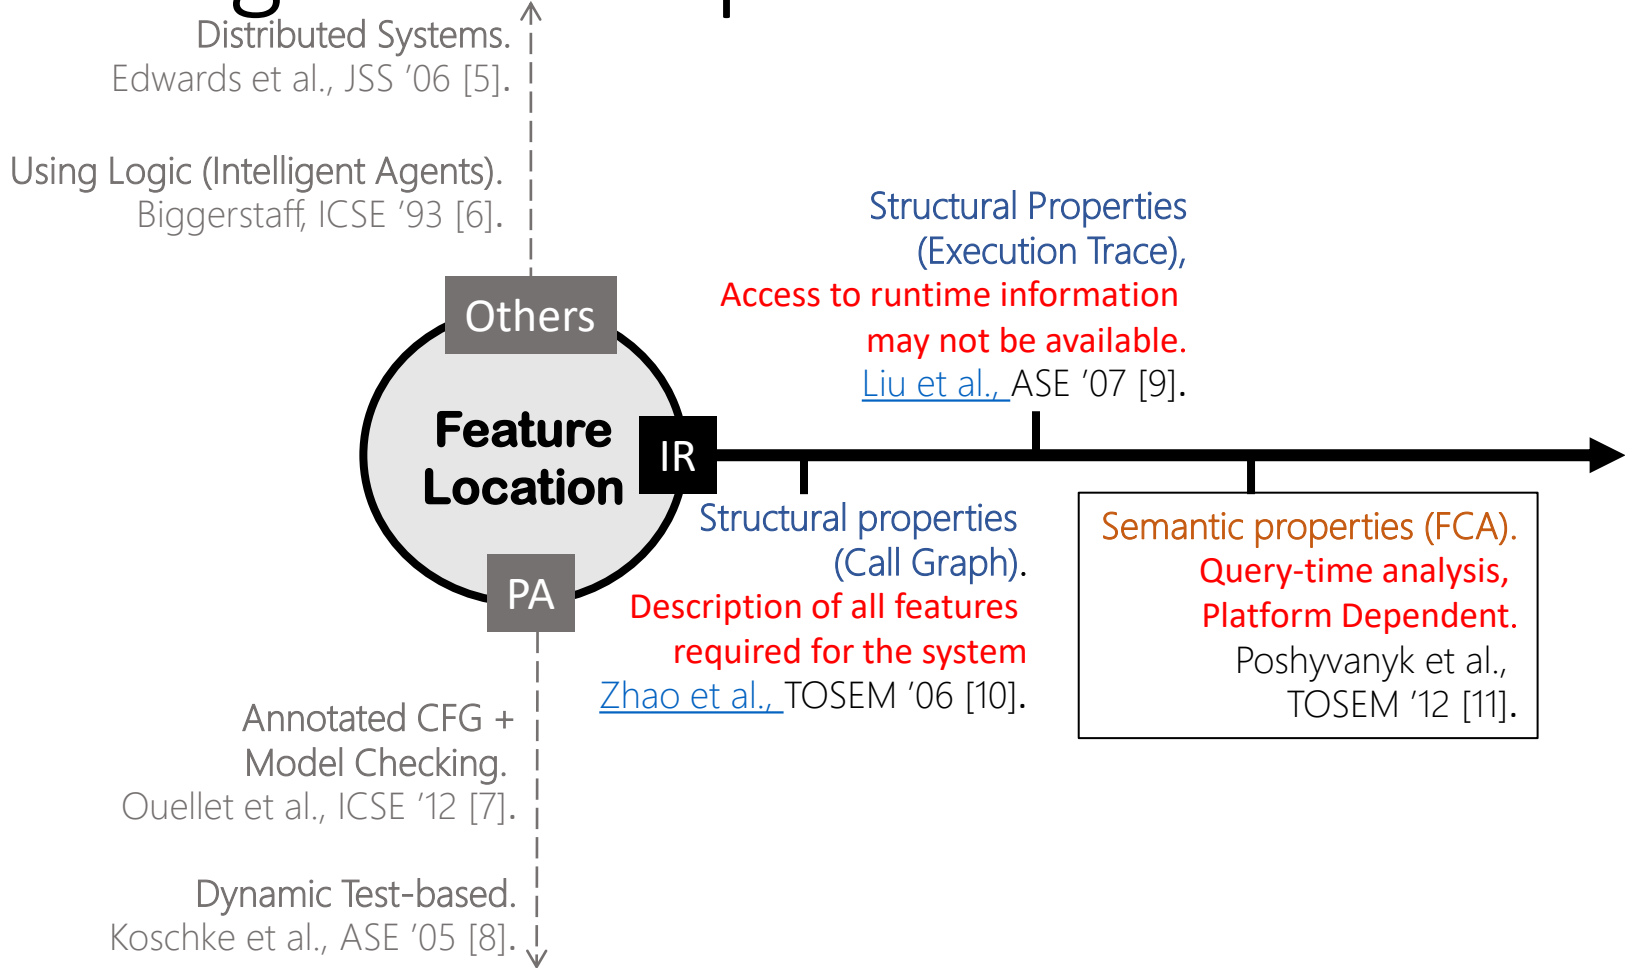 Distributed Systems.
Edwards et al., JSS ’06 [5].
Using Logic (Intelligent Agents).
Biggerstaff, ICSE ’93 [6].
Others
Feature
Location
IR
PA
Structural Properties
(Execution Trace),
Access to runtime information
may not be available.
Liu et al., ASE ’07 [9].
Structural properties
(Call Graph).
Description of all features
required for the system
Zhao et al., TOSEM ’06 [10].
Semantic properties (FCA).
Query-time analysis,
Platform Dependent.
Poshyvanyk et al.,
TOSEM ’12 [11].
Annotated CFG +
Model Checking.
Ouellet et al., ICSE ’12 [7].
Dynamic Test-based.
Koschke et al., ASE ’05 [8].